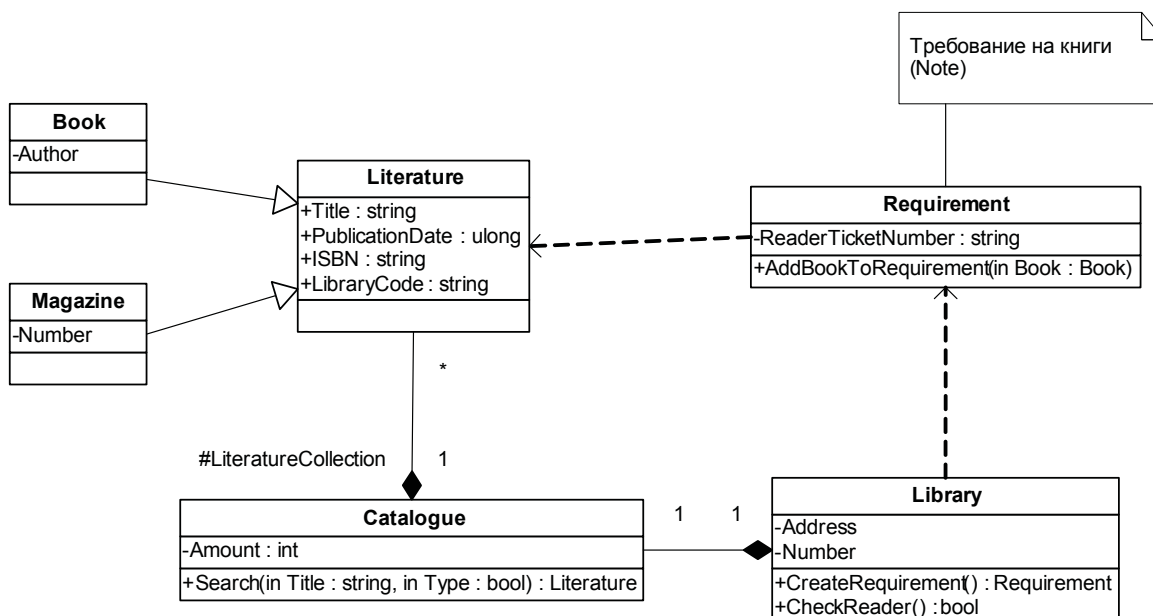 Требование на книги
(Note)
Book
-Author
Literature
+Title : string
+PublicationDate : ulong
+ISBN : string
+LibraryCode : string
Requirement
-ReaderTicketNumber : string
+AddBookToRequirement(in Book : Book)
Magazine
-Number
*
#LiteratureCollection
1
Catalogue
-Amount : int
+Search(in Title : string, in Type : bool) : Literature
1
1
Library
-Address
-Number
+CreateRequirement() : Requirement
+CheckReader() : bool